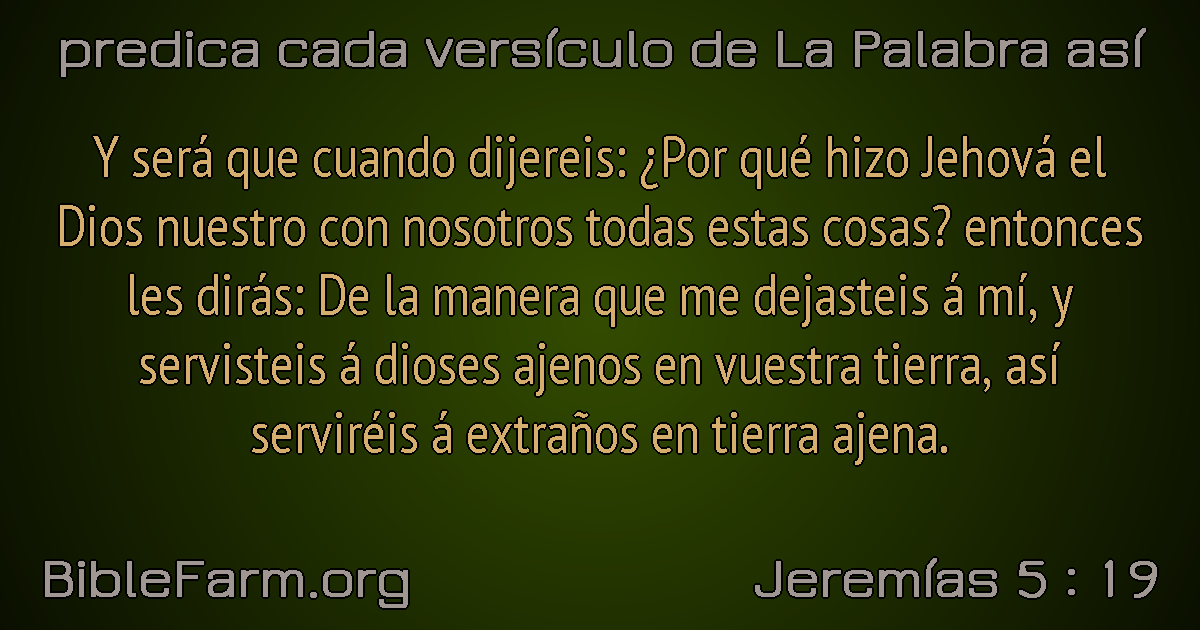 predica cada versículo de La Palabra así
Y será que cuando dijereis: ¿Por qué hizo Jehová el
Dios nuestro con nosotros todas estas cosas? entonces
les dirás: De la manera que me dejasteis á mí, y
servisteis á dioses ajenos en vuestra tierra, así
serviréis á extraños en tierra ajena.
BibleFarm.org
Jeremías 5 : 19